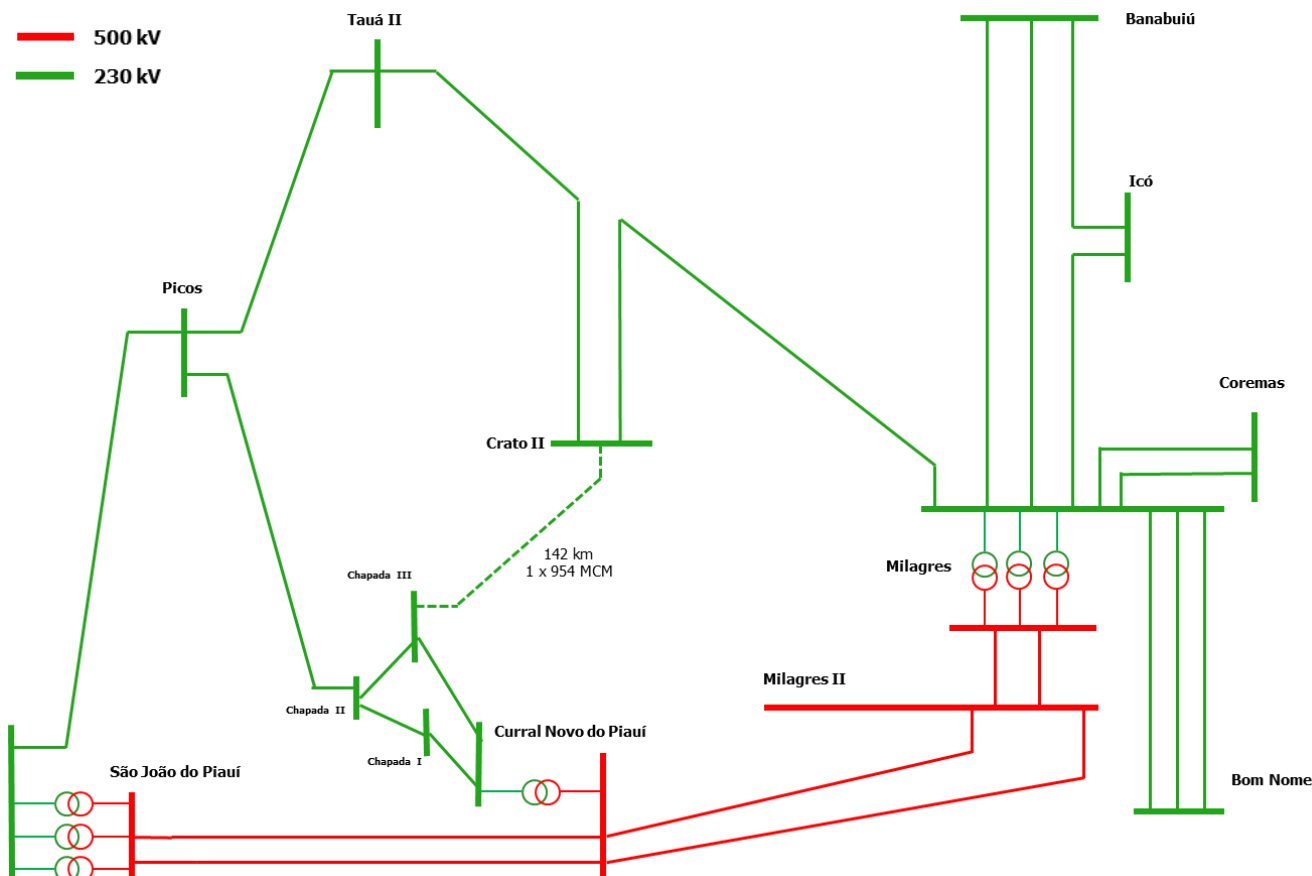 Tauá II
Banabuiú
500 kV
230 kV
Icó
Picos
Coremas
Crato II
142 km
1 x 954 MCM
Milagres
Chapada III
Milagres II
Chapada II
Curral Novo do Piauí
Chapada I
São João do Piauí
Bom Nome